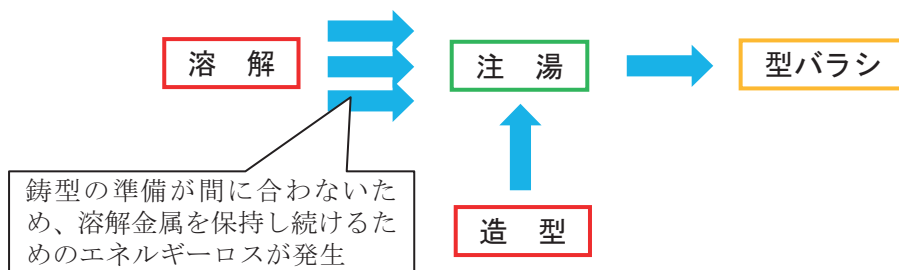 溶　解
注　湯
型バラシ
鋳型の準備が間に合わないた
め、溶解金属を保持し続けるた
めのエネルギーロスが発生
造　型